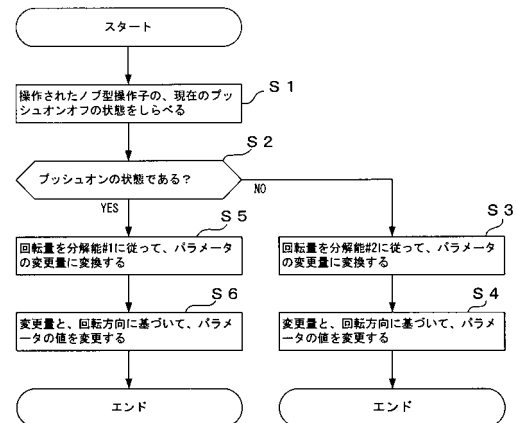 スタート
S 1
操作されたノブ型操作子の、現在のプッ
シュオンオフの状態をしらべる
S 2
プッシュオンの状態である?
YES
NO
S 5
回転量を分解能#1に従って、パラメータ
の変更量に変換する
S 3
回転量を分解能#2に従って、パラメータ
の変更量に変換する
S 6
変更量と、回転方向に基づいて、パラメ
ータの値を変更する
S 4
変更量と、回転方向に基づいて、パラメ
ータの値を変更する
エンド
エンド